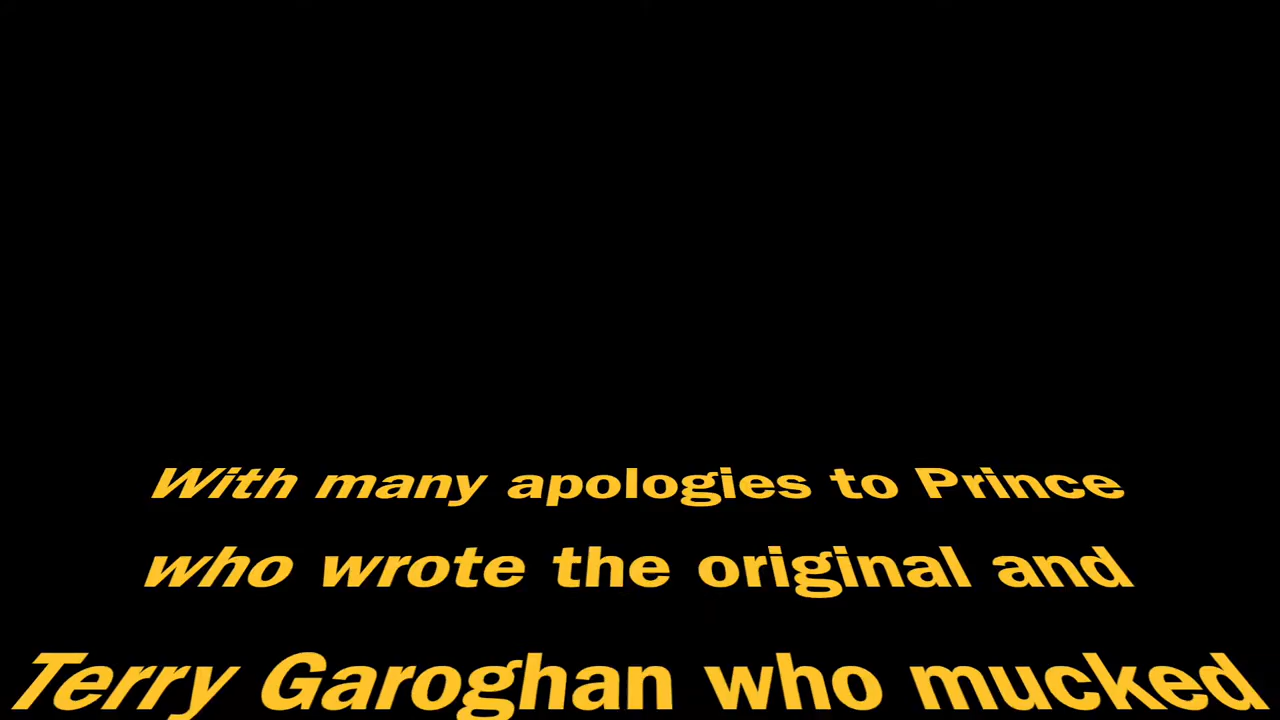 With many apologies to Prince
who wrote the original and
Terry Garoghan who mucked